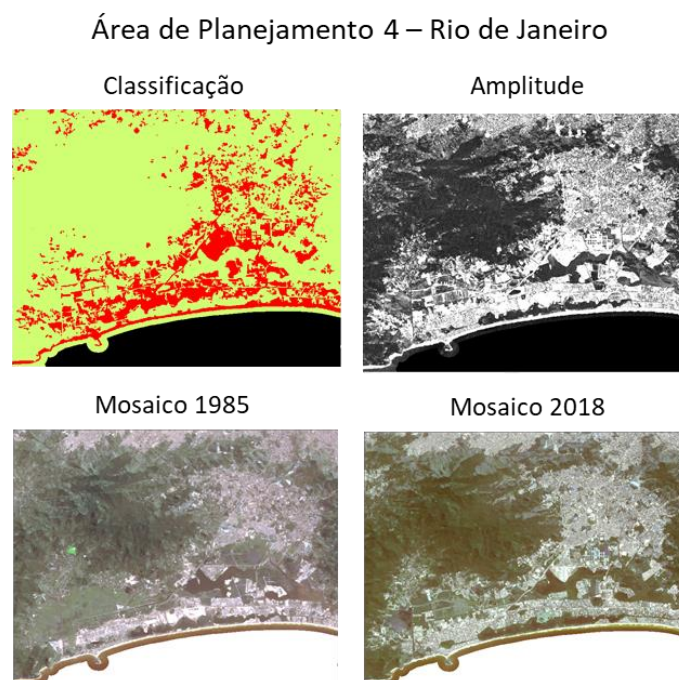 Área de Planejamento 4 – Rio de Janeiro
Classificação
Amplitude
Mosaico 1985
Mosaico 2018